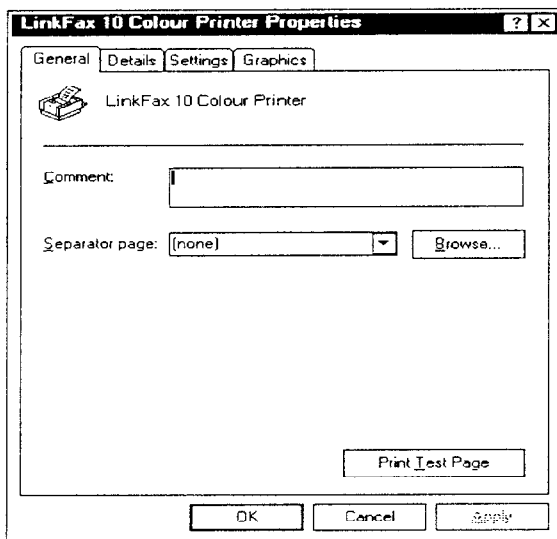 LinkFax 10 Colour Printer Properties ? ×
General Details Settings Graphics
LinkFax 10 Colour Printer
Comment:
Separator page: (none) Browse...
Print Test Page
OK Cancel Apply